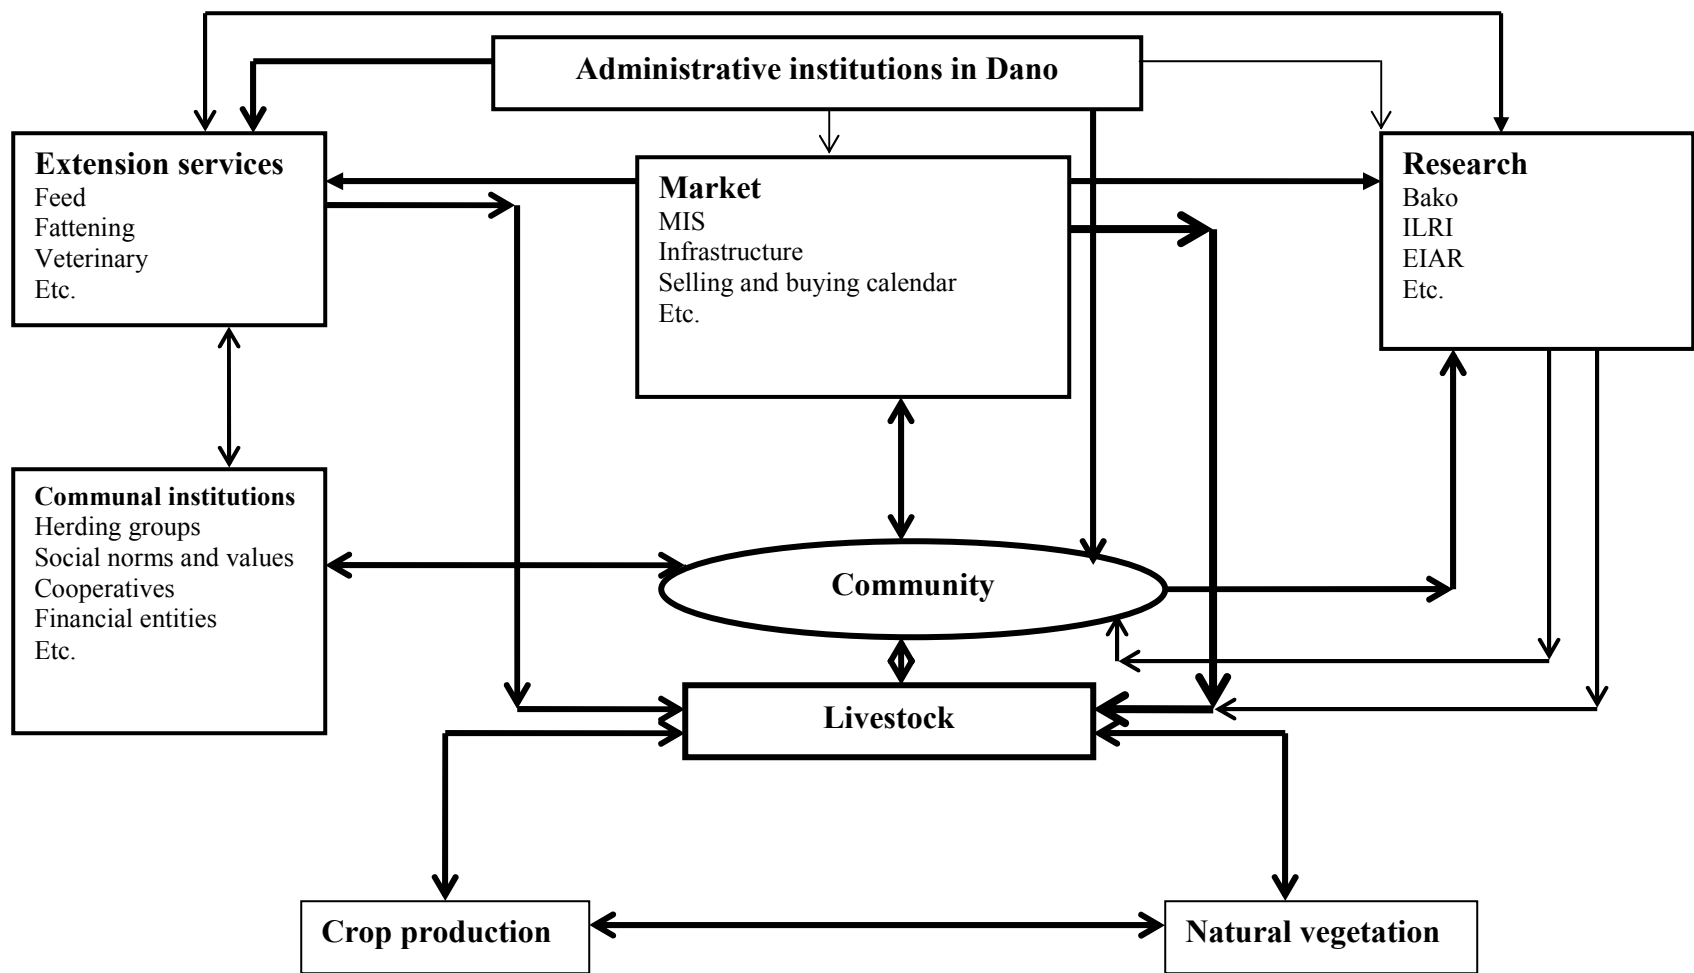 Administrative institutions in Dano
Extension services
Feed
Fattening
Veterinary
Etc.
Market
MIS
Infrastructure
Selling and buying calendar
Etc.
Research
Bako
ILRI
EIAR
Etc.
Communal institutions
Herding groups
Social norms and values
Cooperatives
Financial entities
Etc.
Community
Livestock
Crop production
Natural vegetation